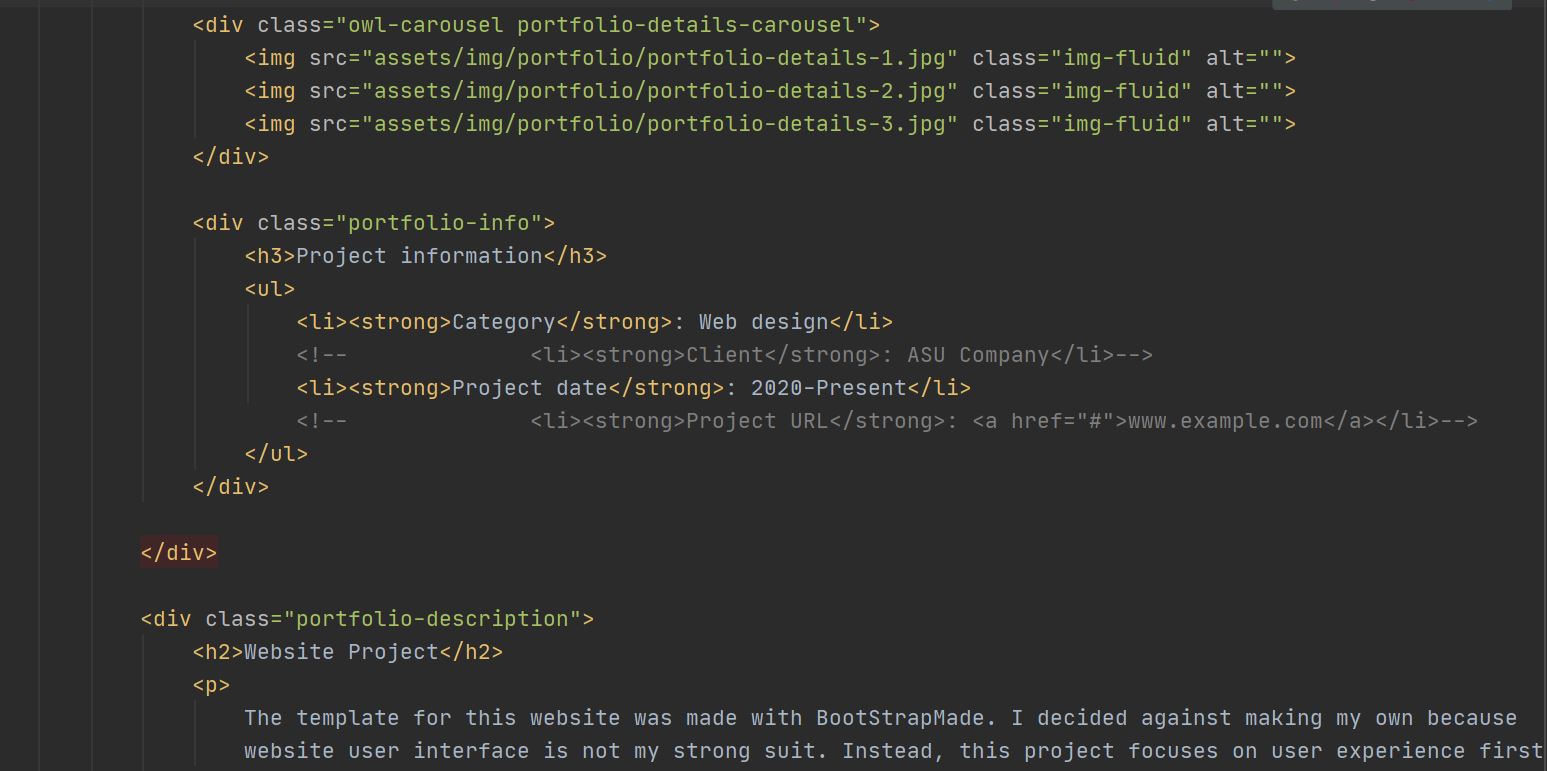 <div class="owl-carousel portfolio-details-carousel">
<img src="assets/img/portfolio/portfolio-details-1.jpg" class="img-fluid" alt="">
<img src="assets/img/portfolio/portfolio-details-2.jpg" class="img-fluid" alt="">
<img src="assets/img/portfolio/portfolio-details-3.jpg" class="img-fluid" alt="">
</div>
<div class="portfolio-info">
<h3>Project information</h3>
<ul>
<li><strong>Category</strong>: Web design</li>
<!--              <li><strong>Client</strong>: ASU Company</li>-->
<li><strong>Project date</strong>: 2020-Present</li>
<!--              <li><strong>Project URL</strong>: <a href="#">www.example.com</a></li>-->
</ul>
</div>
</div>
<div class="portfolio-description">
<h2>Website Project</h2>
<p>
The template for this website was made with BootStrapMade. I decided against making my own because
website user interface is not my strong suit. Instead, this project focuses on user experience first